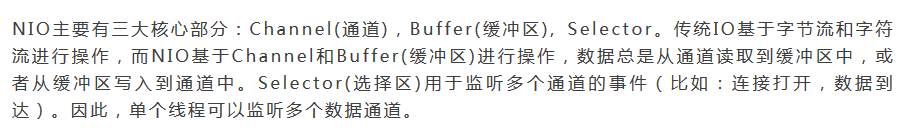 NIO主要有三大核心部分：Channel(通道)，Buffer(缓冲区), Selector。传统IO基于字节流和字符
流进行操作，而NIO基于Channel和Buffer(缓冲区)进行操作，数据总是从通道读取到缓冲区中，或
者从缓冲区写入到通道中。Selector(选择区)用于监听多个通道的事件（比如：连接打开，数据到
达）。因此，单个线程可以监听多个数据通道。